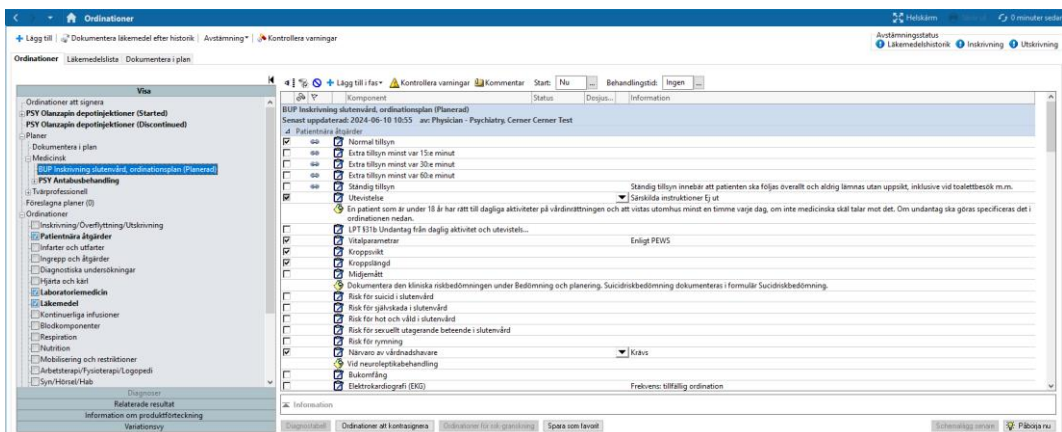 Ordinationer
Helskärm
0 minuter sedan
Lägg till
Dokumentera läkemedel efter historik
Avstämning
Kontrollera varningar
Avstämningsstatus
Läkemedelshistorik
Inskrivning
Utskrivning
Ordinationer
Läkemedelslista
Dokumentera i plan
Visa
Ordinationer att signera
PSY Olanzapin depotinjektioner (Started)
PSY Olanzapin depotinjektioner (Discontinued)
Planer
Dokumentera i plan
Medicinsk
BUP Inskrivning slutenvård, ordinationsplan (Planerad)
PSY Antabusbehandling
Tvärprofessionell
Föreslagna planer (0)
Ordinationer
Inskrivning/Överflyttning/Utskrivning
Patientnära åtgärder
Infarter och utfarter
Ingrepp och åtgärder
Diagnostiska undersökningar
Hjärta och kärl
Laboratoriemedicin
Läkemedel
Kontinuerliga infusioner
Blodkomponenter
Respiration
Nutrition
Mobilisering och restriktioner
Arbetsterapi/Fysioterapi/Logopedi
Syn/Hörsel/Hab
Diagnoser
Relaterade resultat
Information om produktförteckning
Variationsvy
Lägg till i fas
Kontrollera varningar
Kommentar
Start: Nu ...
Behandlingstid: Ingen ...
Komponent
Status
Desjus...
Information
BUP Inskrivning slutenvård, ordinationsplan (Planerad)
Senast uppdaterad: 2024-06-10 10:55 av: Physician - Psychiatry, Cerner Cerner Test
Patientnära åtgärder
Normal tillsyn
Extra tillsyn minst var 15:e minut
Extra tillsyn minst var 30:e minut
Extra tillsyn minst var 60:e minut
Ständig tillsyn
Ständig tillsyn innebär att patienten ska följas överallt och aldrig lämnas utan uppsikt, inklusive vid toalettbesök m.m.
Utevistelse
Särskilda instruktioner Ej ut
En patient som är under 18 år har rätt till dagliga aktiviteter på vårdinrättningen och att vistas utomhus minst en timme varje dag, om inte medicinska skäl talar mot det. Om undantag ska göras specificeras det i
ordinationen nedan.
LPT §31b Undantag från daglig aktivitet och utevistels...
Vitalparametrar
Enligt PEWS
Kroppsvikt
Kroppslängd
Midjemått
Dokumentera den kliniska riskbedömningen under Bedömning och planering. Suicidriskbedömning dokumenteras i formulär Sucidriskbedömning.
Risk för suicid i slutenvård
Risk för självskada i slutenvård
Risk för hot och våld i slutenvård
Risk för sexuellt utagerande beteende i slutenvård
Risk för rymning
Närvaro av vårdnadshavare
Krävs
Vid neuroleptikabehandling
Bukomfång
Elektrokardiografi (EKG)
Frekvens: tillfällig ordination
Information
Diagnostabell
Ordinationer att kontrasignera
Ordinationer för ssk-granskning
Spara som favorit
Schemalägg senare
Påbörja nu